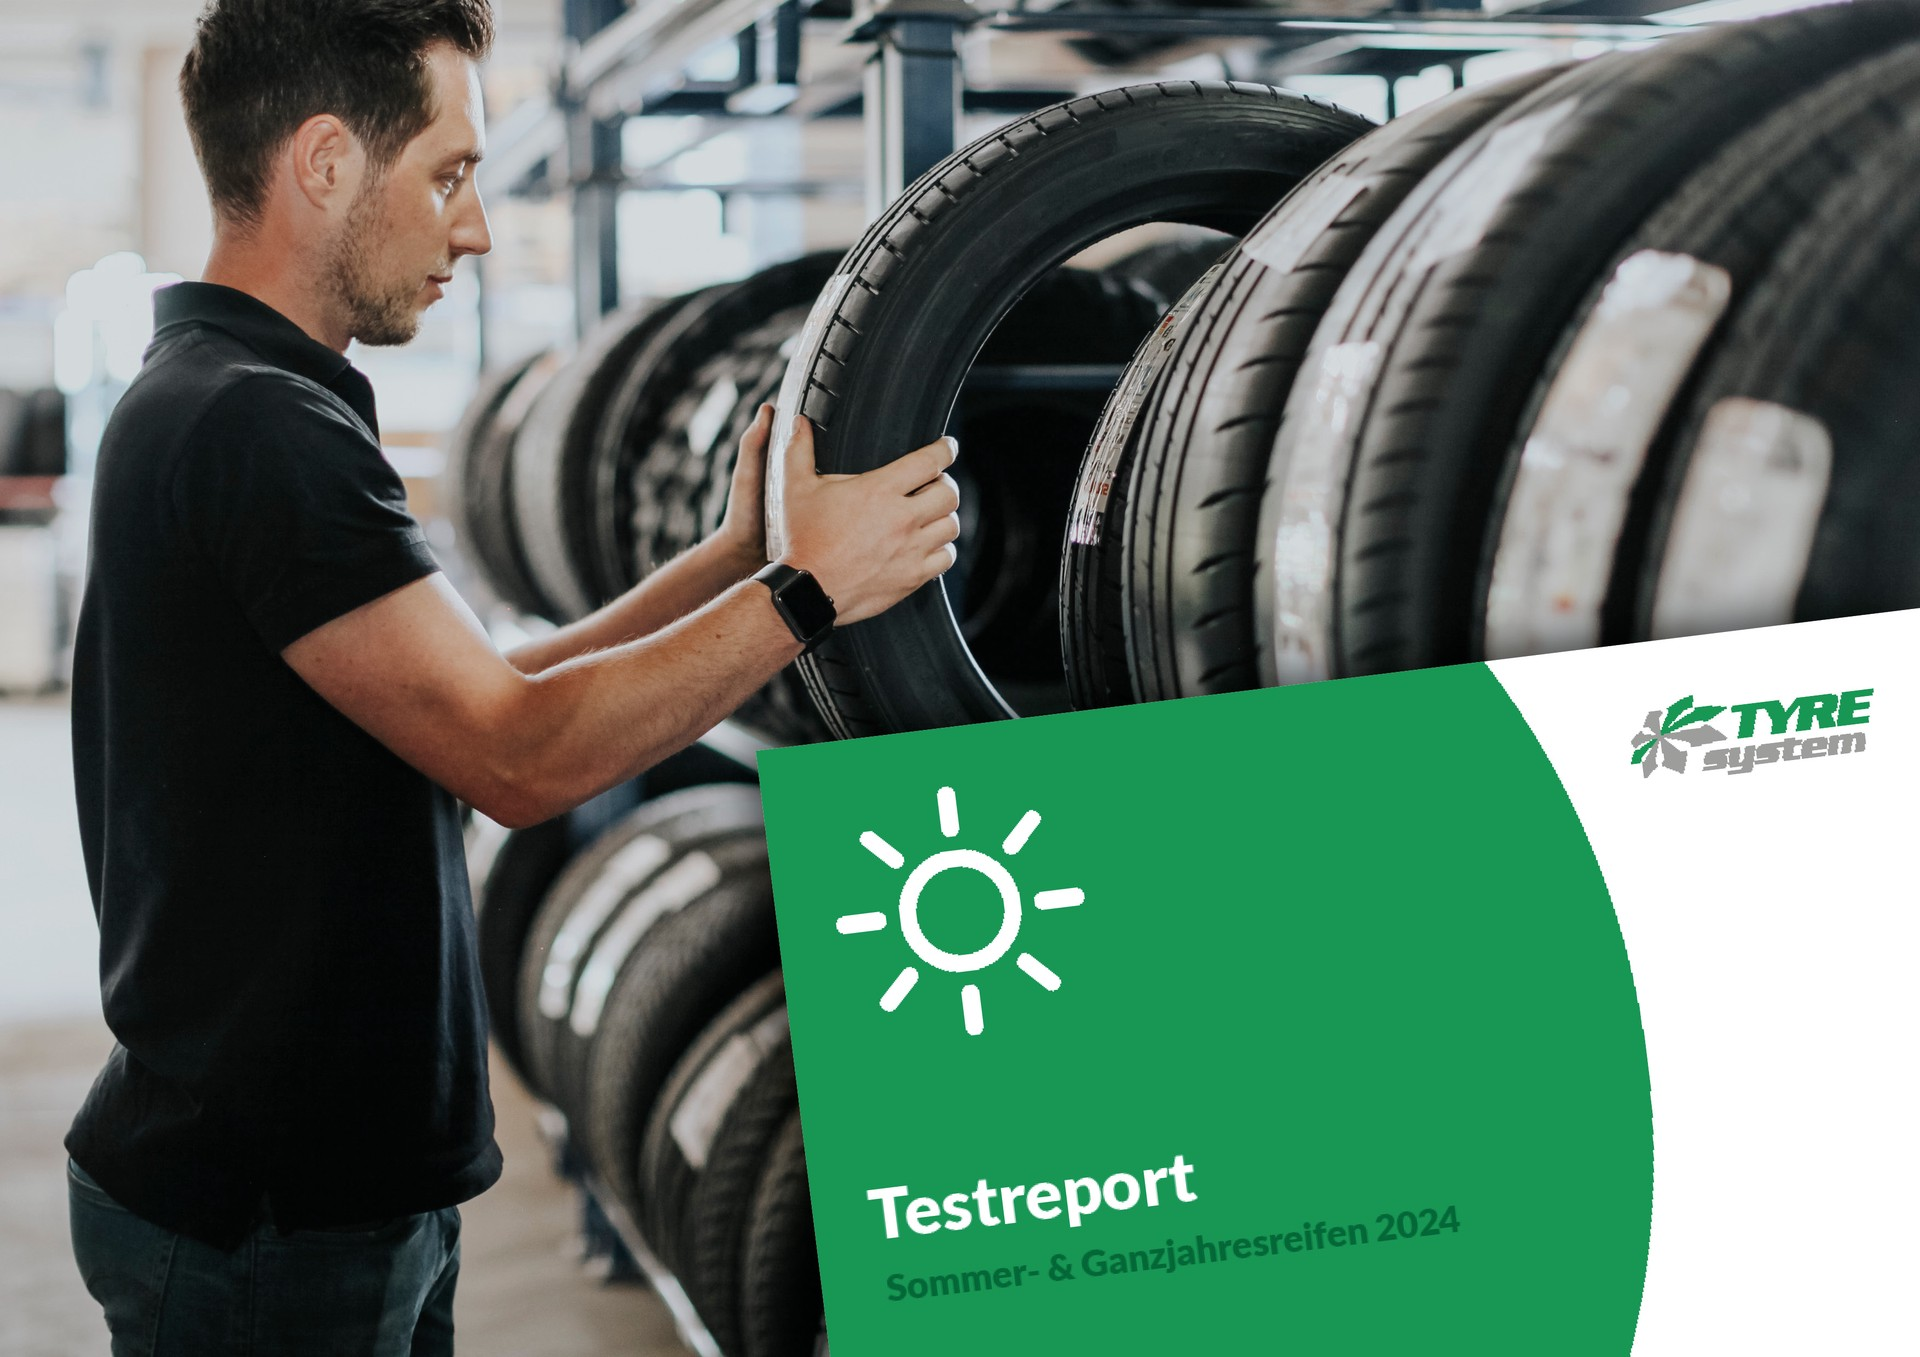 TYRE
system
Testreport
Sommer- & Ganzjahresreifen 2024